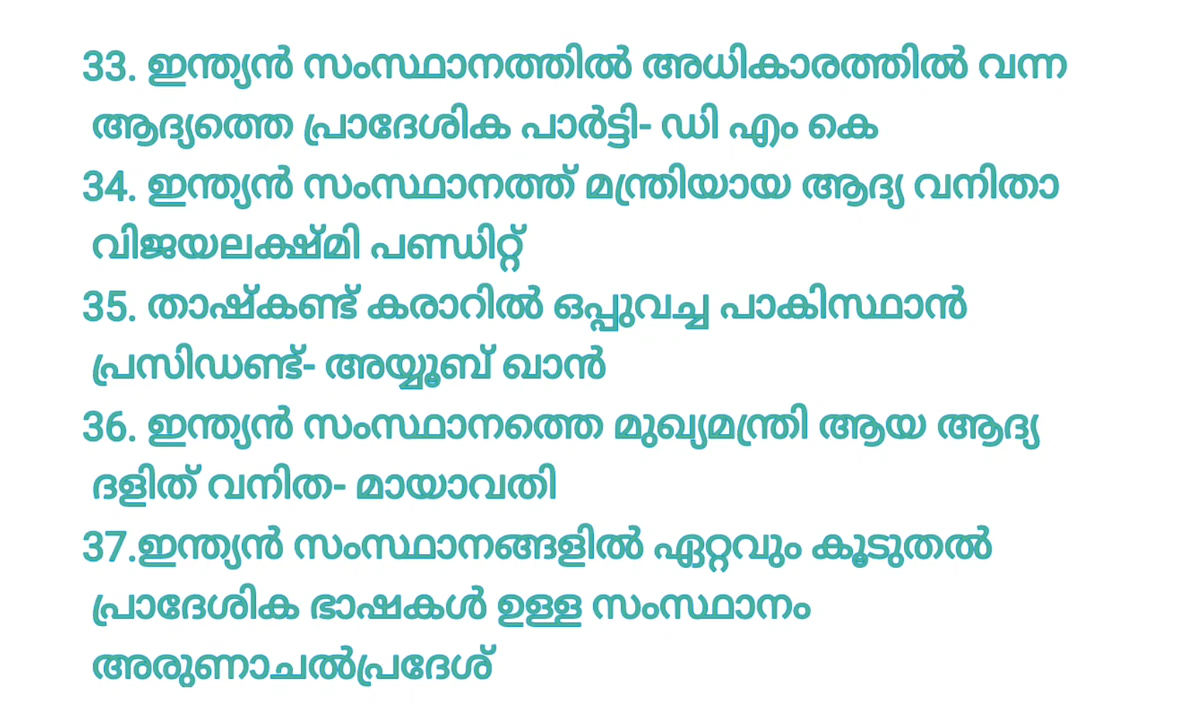 33. ഇന്ത്യൻ സംസ്ഥാനത്തിൽ അധികാരത്തിൽ വന്ന
ആദ്യത്തെ പ്രാദേശിക പാർട്ടി- ഡി എം കെ
34. ഇന്ത്യൻ സംസ്ഥാനത്ത് മന്ത്രിയായ ആദ്യ വനിതാ
വിജയലക്ഷ്മി പണ്ഡിറ്റ്
35. താഷ്കണ്ട് കരാറിൽ ഒപ്പുവച്ച പാകിസ്ഥാൻ
പ്രസിഡണ്ട്- അയ്യൂബ് ഖാൻ
36. ഇന്ത്യൻ സംസ്ഥാനത്തെ മുഖ്യമന്ത്രി ആയ ആദ്യ
ദളിത് വനിത- മായാവതി
37.ഇന്ത്യൻ സംസ്ഥാനങ്ങളിൽ ഏറ്റവും കൂടുതൽ
പ്രാദേശിക ഭാഷകൾ ഉള്ള സംസ്ഥാനം
അരുണാചൽപ്രദേശ്